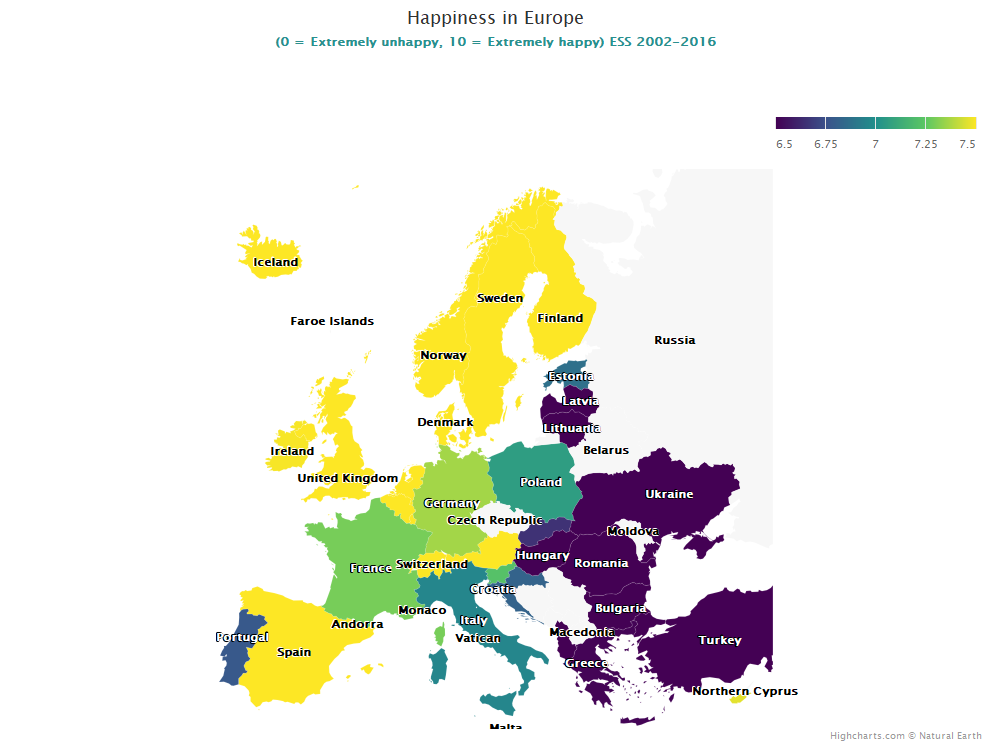 Happiness in Europe
(0 = Extremely unhappy, 10 = Extremely happy) ESS 2002–2016
6.5 6.75 7 7.25 7.5
Iceland
Sweden
Faroe Islands
Finland
Russia
Norway
Estonia
Latvia
Denmark
Lithuania
Ireland
Belarus
United Kingdom
Poland
Ukraine
Germany
Czech Republic
Moldova
Hungary
Switzerland
Romania
France
Croatia
Monaco
Bulgaria
Italy
Andorra
Macedonia
Portugal
Vatican
Turkey
Spain
Greece
Northern Cyprus
Malta
Highcharts.com © Natural Earth